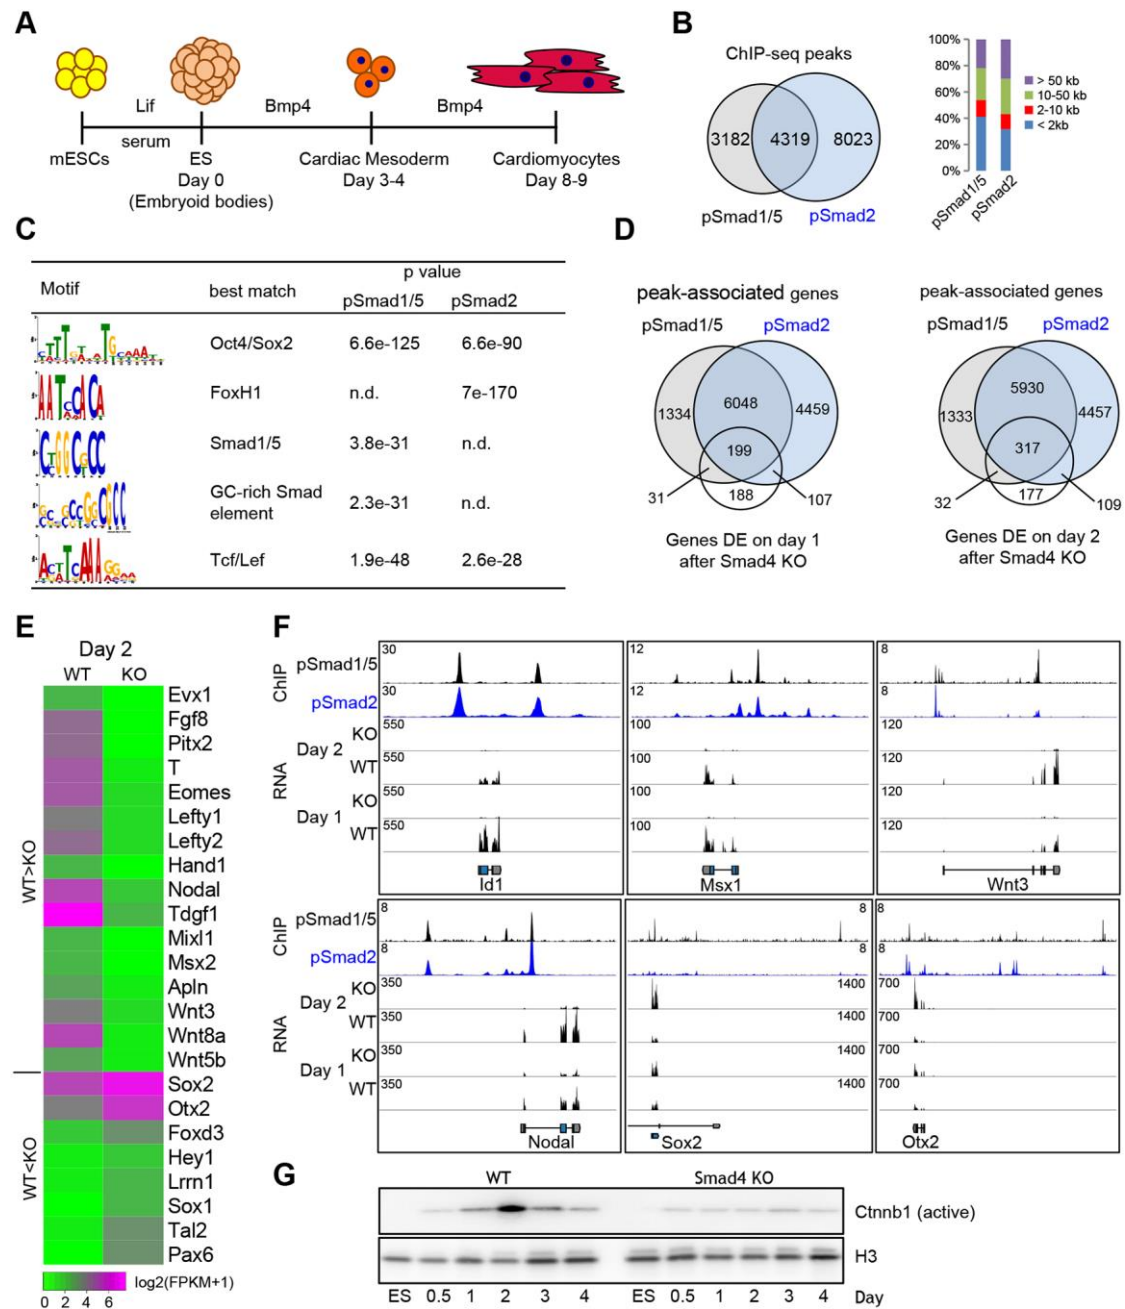 A
Lif
Bmp4
Bmp4
serum
mESCs
ES
Day 0
(Embryoid bodies)
Cardiac Mesoderm
Day 3-4
Cardiomyocytes
Day 8-9
B
ChIP-seq peaks
3182
4319
8023
pSmad1/5
pSmad2
100%
80%
60%
40%
20%
0%
> 50 kb
10-50 kb
2-10 kb
< 2kb
pSmad1/5
pSmad2
C
p value
Motif
best match
pSmad1/5
pSmad2
Oct4/Sox2
6.6e-125
6.6e-90
FoxH1
n.d.
7e-170
Smad1/5
3.8e-31
n.d.
GC-rich Smad
element
2.3e-31
n.d.
Tcf/Lef
1.9e-48
2.6e-28
D
peak-associated genes
pSmad1/5
pSmad2
1334
6048
4459
199
31
188
107
Genes DE on day 1
after Smad4 KO
peak-associated genes
pSmad1/5
pSmad2
1333
5930
4457
317
32
177
109
Genes DE on day 2
after Smad4 KO
E
Day 2
WT
KO
WT>KO
Evx1
Fgf8
Pitx2
T
Eomes
Lefty1
Lefty2
Hand1
Nodal
Tdgf1
Mixl1
Msx2
Apln
Wnt3
Wnt8a
Wnt5b
WT<KO
Sox2
Otx2
Foxd3
Hey1
Lrrn1
Sox1
Tal2
Pax6
log2(FPKM+1)
0 2 4 6
F
ChIP
pSmad1/5
pSmad2
RNA
Day 2
KO
WT
Day 1
KO
WT
30
30
550
550
550
550
Id1
12
12
100
100
100
100
Msx1
8
8
120
120
120
120
Wnt3
ChIP
pSmad1/5
pSmad2
RNA
Day 2
KO
WT
Day 1
KO
WT
8
8
350
350
350
350
Nodal
8
8
1400
1400
1400
1400
Sox2
8
8
700
700
700
700
Otx2
G
WT
Smad4 KO
Ctnnb1 (active)
H3
ES 0.5 1 2 3 4 ES 0.5 1 2 3 4 Day